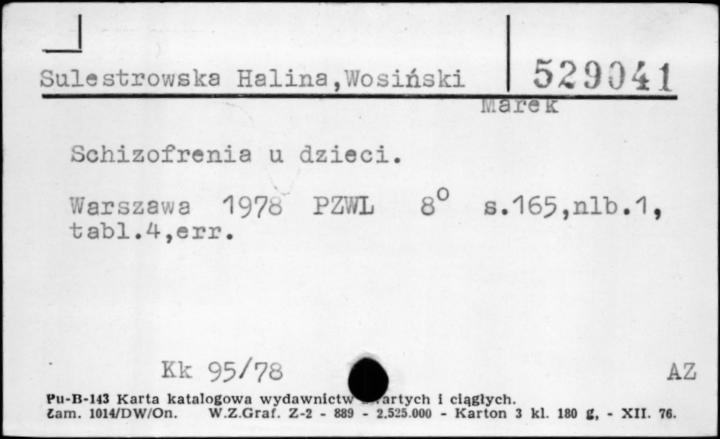 Sulestrowska Halina,Wosiński 529041
Marek
Schizofrenia u dzieci.
Warszawa 1978 PZWL 8° s.165,nlb.1,
tabl.4,err.
Kk 95/78 AZ
Pu-B-143 Karta katalogowa wydawnictw i ciągłych.
Zam. 1014/DW/On. W.Z.Graf. Z-2 - 889 - 2.525.000 - Karton 3 kl. 180 g, - XII. 76.